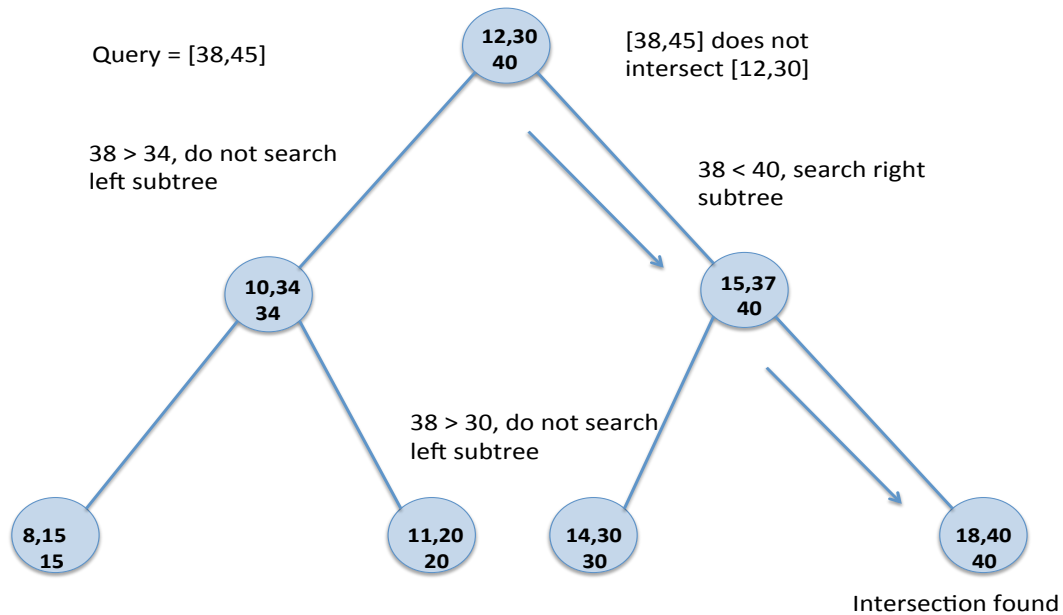 Query = [38,45]
12,30
40
[38,45] does not
intersect [12,30]
38 > 34, do not search
left subtree
38 < 40, search right
subtree
10,34
34
15,37
40
38 > 30, do not search
left subtree
8,15
15
11,20
20
14,30
30
18,40
40
Intersection found